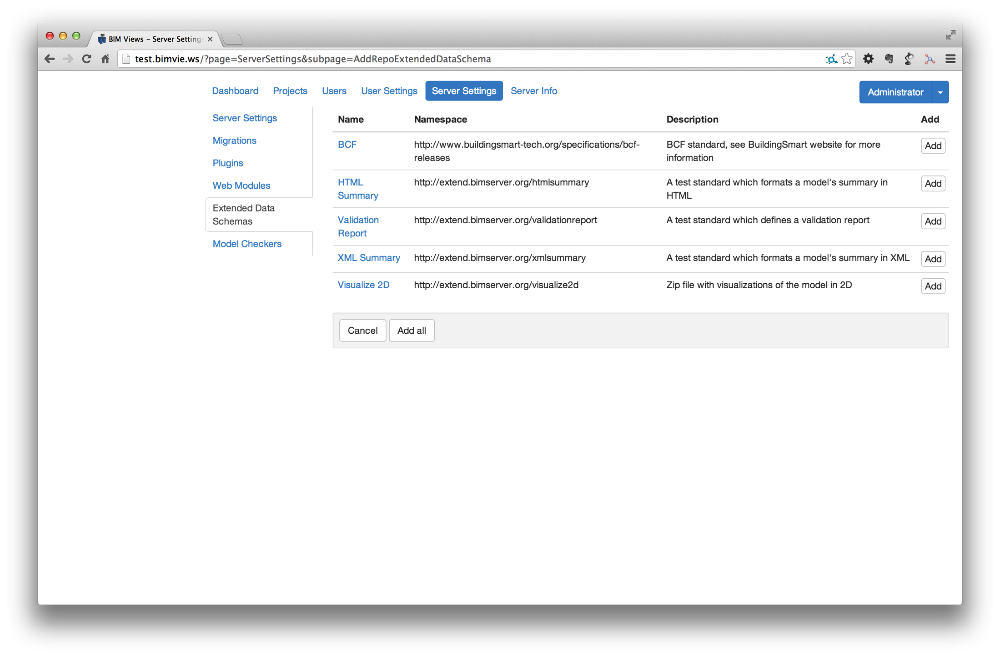 BIM Views – Server Setting
test.bimvie.ws/?page=ServerSettings&subpage=AddRepoExtendedDataSchema
Dashboard Projects Users User Settings Server Settings Server Info Administrator
Server Settings
Migrations
Plugins
Web Modules
Extended Data
Schemas
Model Checkers
Name Namespace Description Add
BCF http://www.buildingsmart-tech.org/specifications/bcf- BCF standard, see BuildingSmart website for more Add
releases information
HTML http://extend.bimserver.org/htmlsummary A test standard which formats a model's summary in Add
Summary HTML
Validation http://extend.bimserver.org/validationreport A test standard which defines a validation report Add
Report
XML Summary http://extend.bimserver.org/xmlsummary A test standard which formats a model's summary in XML Add
Visualize 2D http://extend.bimserver.org/visualize2d Zip file with visualizations of the model in 2D Add
Cancel Add all